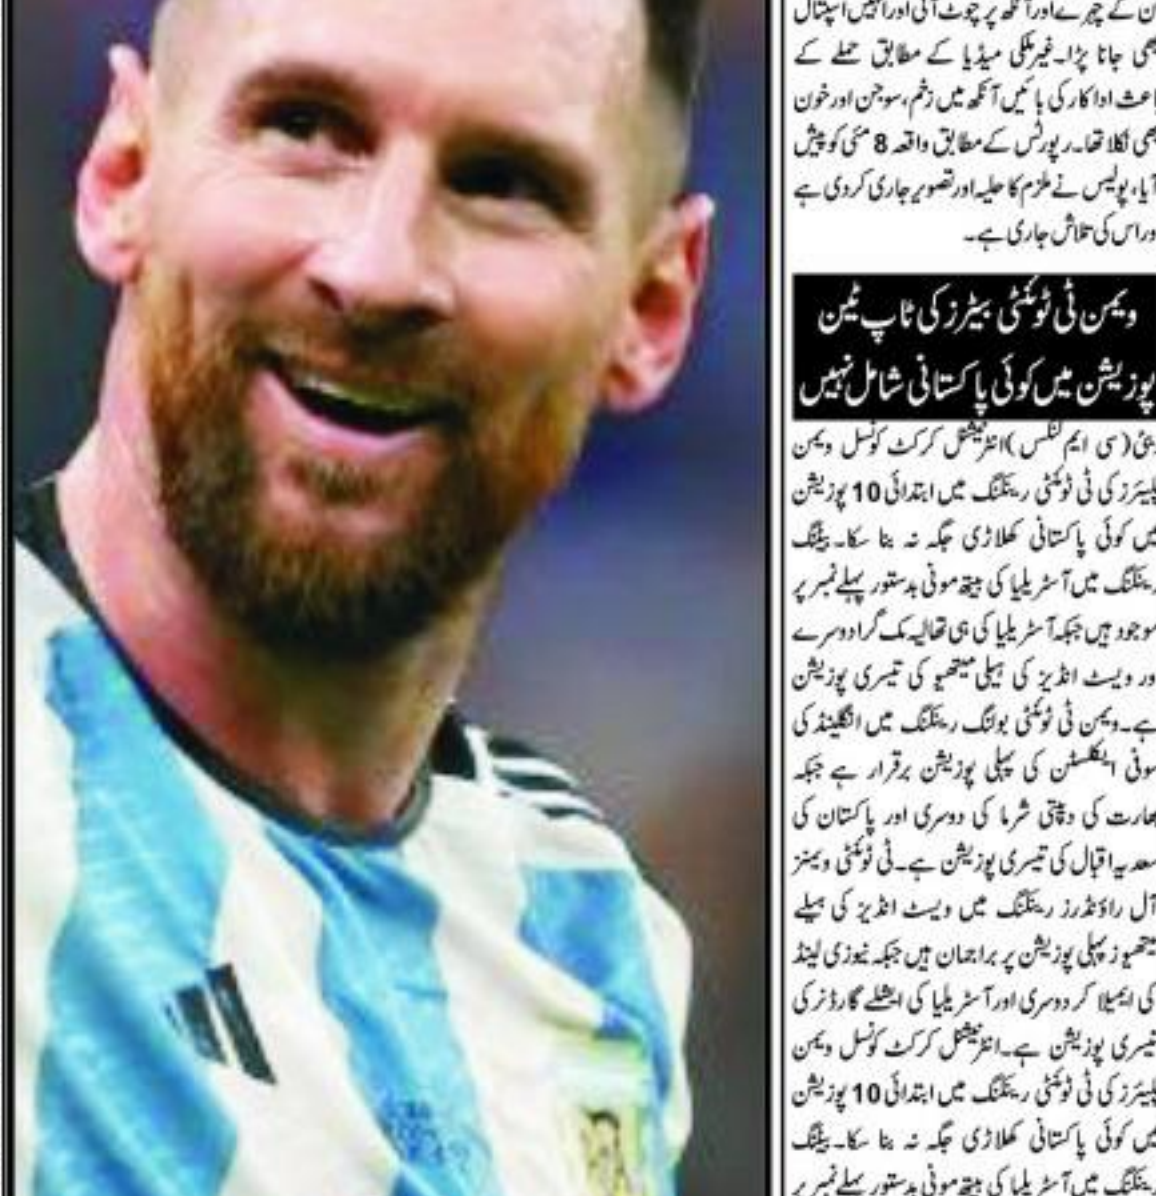 کے چہرے اور آنکھ پر چوٹ آئی اور انہیں اسپتال
بھی جانا پڑا۔ غیر ملکی میڈیا کے مطابق حملے کے
باعث اداکار کی بائیں آنکھ میں زخم، سوجن اور خون
بھی نکلا تھا۔ رپورٹس کے مطابق واقعہ 8 مئی کو پیش
آیا، پولیس نے ملزم کا حلیہ اور تصویر جاری کردی ہے
اور اس کی تلاش جاری ہے۔
ویمن ٹی ٹوئنٹی بیٹرز کی ٹاپ ٹین
پوزیشن میں کوئی پاکستانی شامل نہیں
دبئی (سی ایم لنکس) انٹرنیشنل کرکٹ کونسل ویمن
پلیئرز کی ٹی ٹوئنٹی رینکنگ میں ابتدائی 10 پوزیشن
میں کوئی پاکستانی کھلاڑی جگہ نہ بنا سکا۔ بیٹنگ
رینکنگ میں آسٹریلیا کی بیتھ مونی بدستور پہلے نمبر پر
موجود ہیں جبکہ آسٹریلیا کی ہی تھالیہ مک گرا دوسرے
اور ویسٹ انڈیز کی ہیلی میتھیو کی تیسری پوزیشن
ہے۔ ویمن ٹی ٹوئنٹی بولنگ رینکنگ میں انگلینڈ کی
سوفی ایکلسٹن کی پہلی پوزیشن برقرار ہے جبکہ
بھارت کی دپتی شرما کی دوسری اور پاکستان کی
سعدیہ اقبال کی تیسری پوزیشن ہے۔ ٹی ٹوئنٹی ویمنز
آل راؤنڈرز رینکنگ میں ویسٹ انڈیز کی ہیلے
میتھیوز پہلی پوزیشن پر براجمان ہیں جبکہ نیوزی لینڈ
کی ایمیلا کر دوسری اور آسٹریلیا کی ایشلے گارڈنر کی
تیسری پوزیشن ہے۔ انٹرنیشنل کرکٹ کونسل ویمن
پلیئرز کی ٹی ٹوئنٹی رینکنگ میں ابتدائی 10 پوزیشن
میں کوئی پاکستانی کھلاڑی جگہ نہ بنا سکا۔ بیٹنگ
رینکنگ میں آسٹریلیا کی بیتھ مونی بدستور پہلے نمبر پر